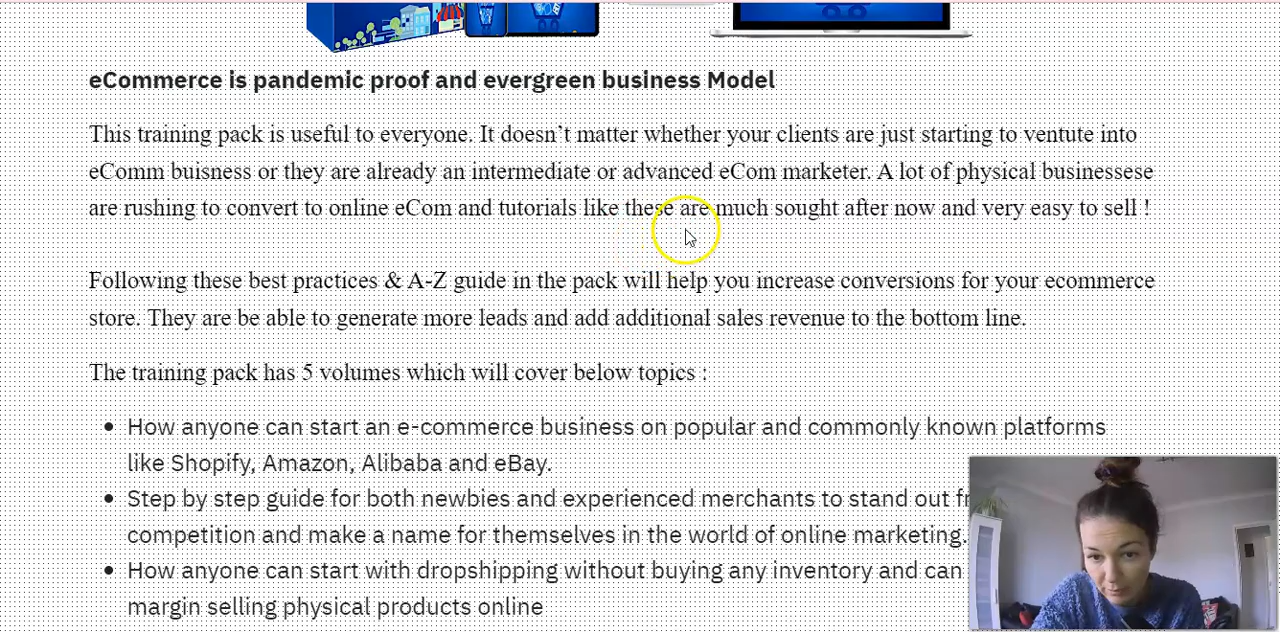 eCommerce is pandemic proof and evergreen business Model
This training pack is useful to everyone. It doesn’t matter whether your clients are just starting to ventute into
eComm buisness or they are already an intermediate or advanced eCom marketer. A lot of physical businessese
are rushing to convert to online eCom and tutorials like these are much sought after now and very easy to sell !
Following these best practices & A-Z guide in the pack will help you increase conversions for your ecommerce
store. They are be able to generate more leads and add additional sales revenue to the bottom line.
The training pack has 5 volumes which will cover below topics :
• How anyone can start an e-commerce business on popular and commonly known platforms
like Shopify, Amazon, Alibaba and eBay.
• Step by step guide for both newbies and experienced merchants to stand out
competition and make a name for themselves in the world of online marketing.
• How anyone can start with dropshipping without buying any inventory and can
margin selling physical products online